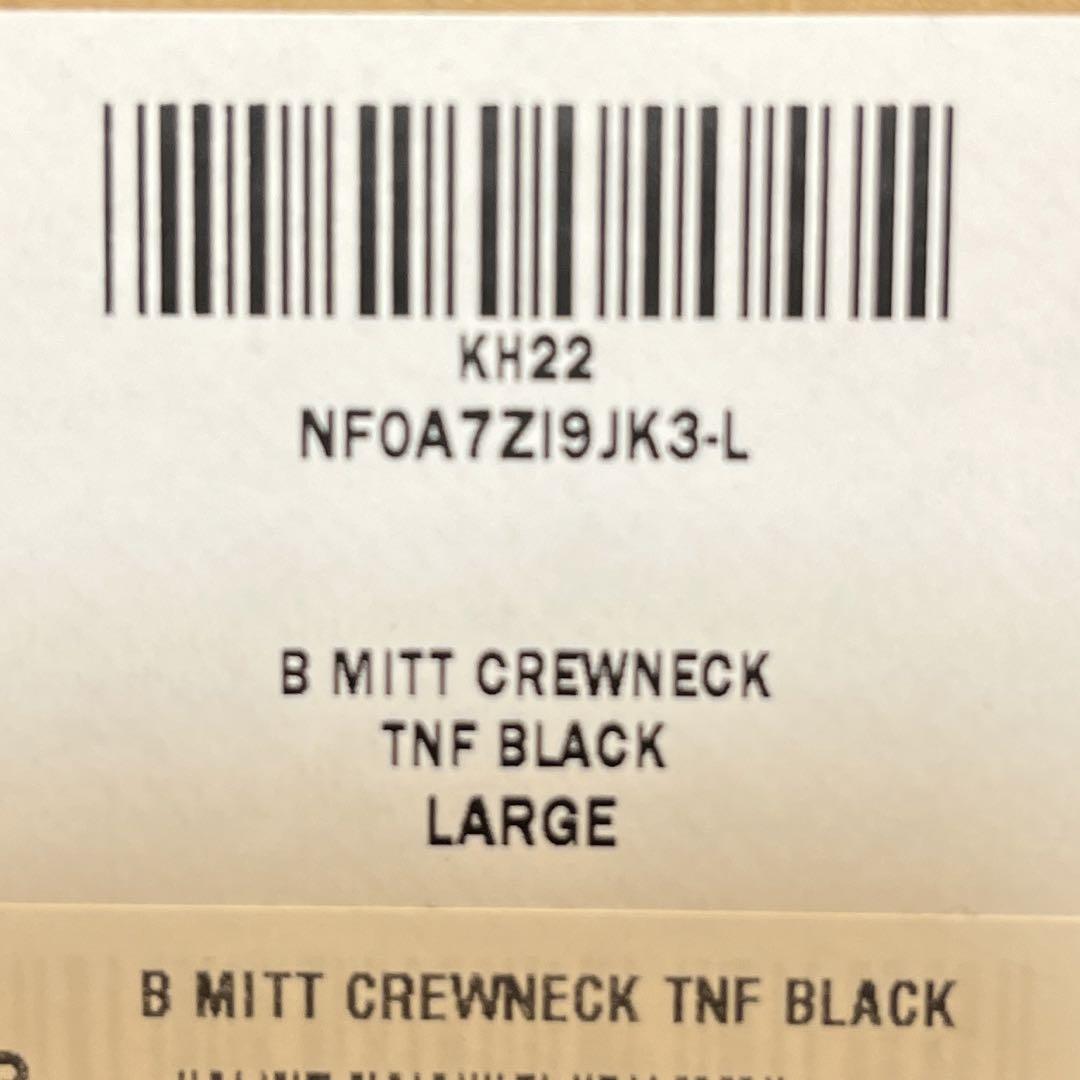 KH22
NF0A7ZI9JK3-L
B MITT CREWNECK
TNF BLACK
LARGE
B MITT CREWNECK TNF BLACK